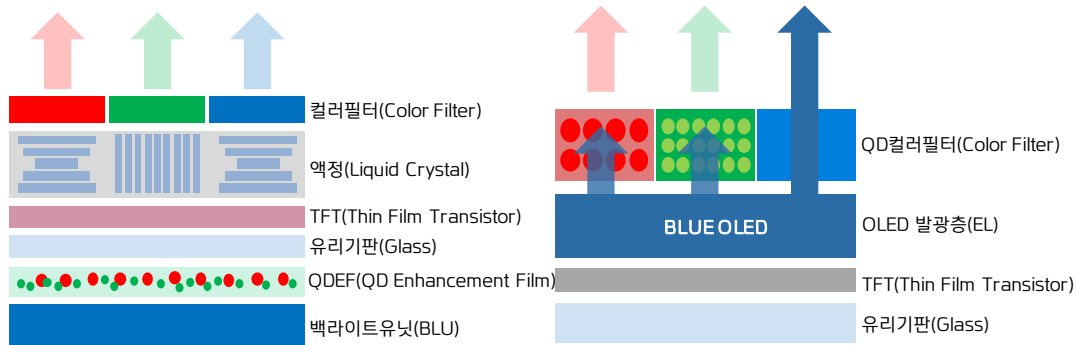 컬러필터(Color Filter)
액정(Liquid Crystal)
TFT(Thin Film Transistor)
유리기판(Glass)
QDEF(QD Enhancement Film)
백라이트유닛(BLU)
QD컬러필터(Color Filter)
BLUE OLED
OLED 발광층(EL)
TFT(Thin Film Transistor)
유리기판(Glass)